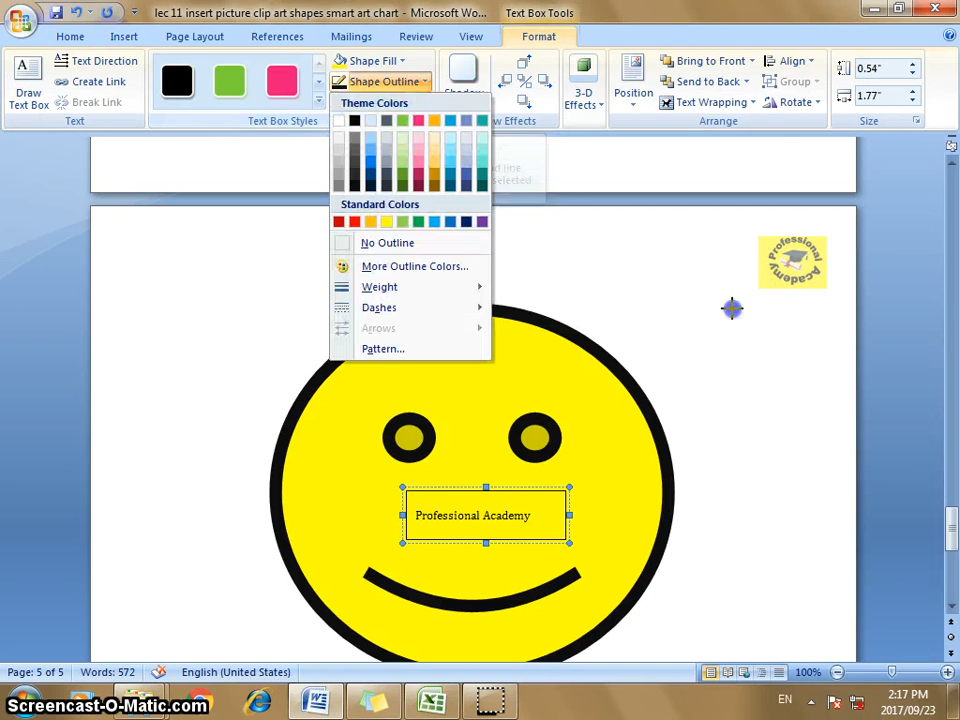 lec 11 insert picture clip art shapes smart art chart - Microsoft Wo...
Text Box Tools
Home
Insert
Page Layout
References
Mailings
Review
View
Format
Draw
Text Box
Text Direction
Create Link
Break Link
Text
Text Box Styles
Shape Fill
Shape Outline
3-D
Effects
Position
Bring to Front
Send to Back
Text Wrapping
Align
Group
Rotate
Arrange
0.54"
1.77"
Size
Theme Colors
Standard Colors
No Outline
More Outline Colors...
Weight
Dashes
Arrows
Pattern...
Professional
Academy
Professional Academy
Page: 5 of 5
Words: 572
English (United States)
100%
Screencast-O-Matic.com
EN
2:17 PM
2017/09/23